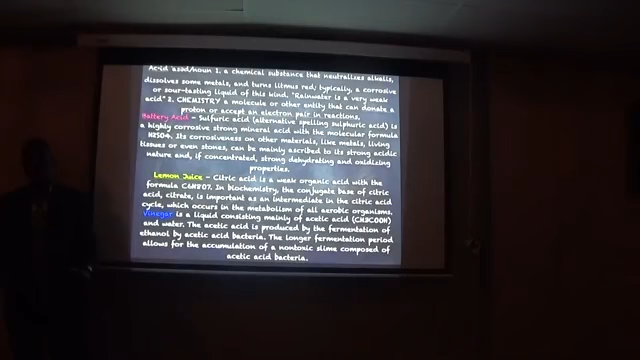 Acid asəd/noun 1. a chemical substance that neutralises alkalis,
dissolves some metals, and turns litmus red; typically, a corrosive
or sour-tasting liquid of this kind. "Rainwater is a very weak
acid" 2. CHEMISTRY a molecule or other entity that can donate a
proton or accept an electron pair in reactions.
Battery Acid - Sulfuric acid (alternative spelling sulphuric acid) is
a highly corrosive strong mineral acid with the molecular formula
H2SO4. Its corrosiveness on other materials, like metals, living
tissues or even stones, can be mainly ascribed to its strong acidic
nature and, if concentrated, strong dehydrating and oxidizing
properties.
Lemon Juice - Citric acid is a weak organic acid with the
formula C6H8O7. In biochemistry, the conjugate base of citric
acid, citrate, is important as an intermediate in the citric acid
cycle, which occurs in the metabolism of all aerobic organisms.
Vinegar is a liquid consisting mainly of acetic acid (CH3COOH)
and water. The acetic acid is produced by the fermentation of
ethanol by acetic acid bacteria. The longer fermentation period
allows for the accumulation of a nontoxic slime composed of
acetic acid bacteria.